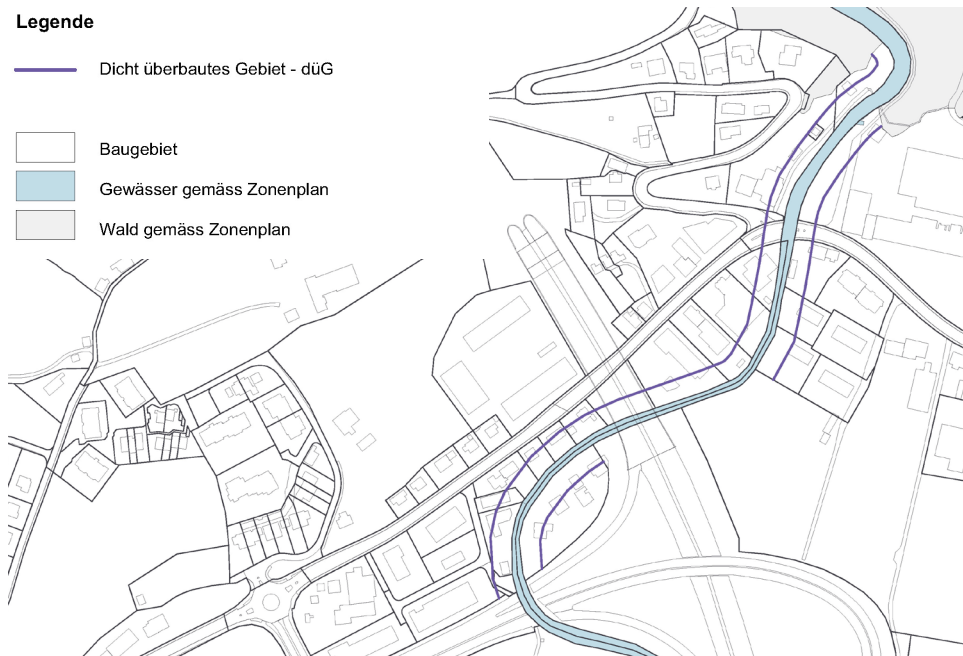 Legende
Dicht überbautes Gebiet - düG
Baugebiet
Gewässer gemäss Zonenplan
Wald gemäss Zonenplan